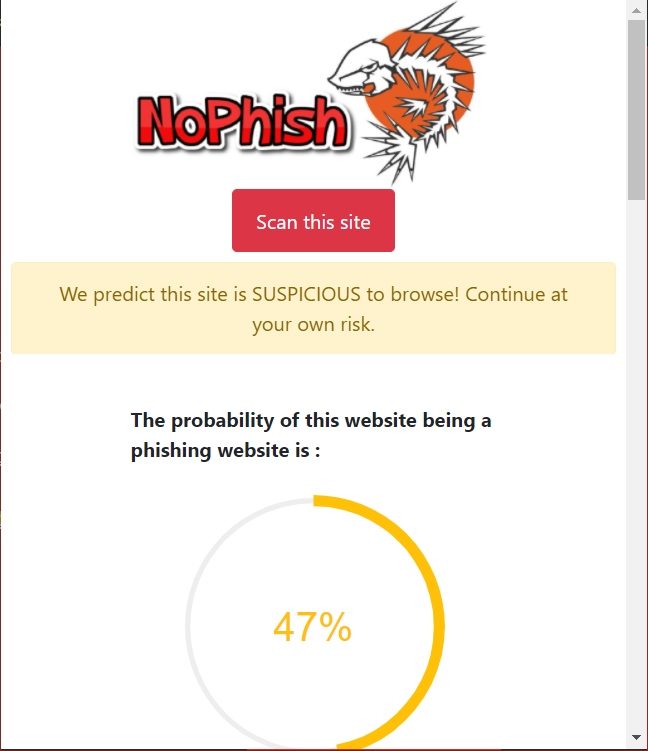 NoPhish
Scan this site
We predict this site is SUSPICIOUS to browse! Continue at
your own risk.
The probability of this website being a
phishing website is :
47%